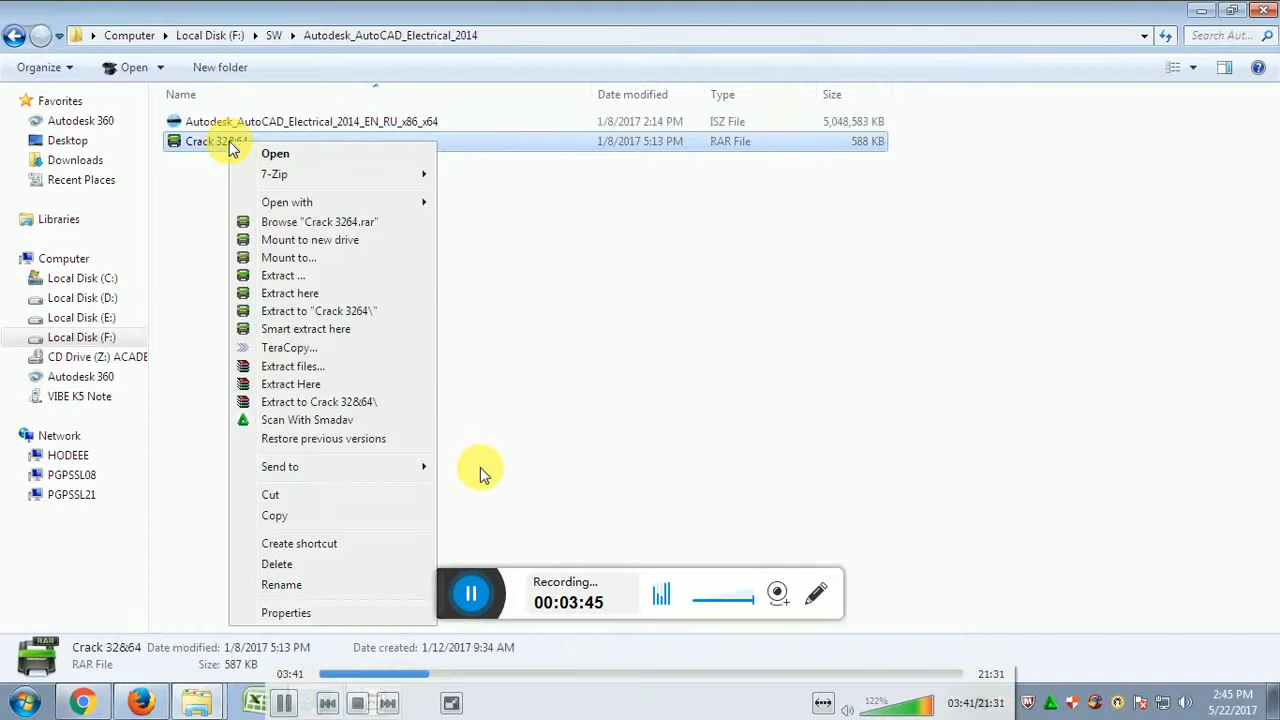 Computer Local Disk (F:) SW Autodesk_AutoCAD_Electrical_2014 Search Aut...
Organize Open New folder
Name Date modified Type Size
Favorites
Autodesk 360
Desktop
Downloads
Recent Places
Libraries
Computer
Local Disk (C:)
Local Disk (D:)
Local Disk (E:)
Local Disk (F:)
CD Drive (Z:) ACADE
Autodesk 360
VIBE K5 Note
Network
HODEEE
PGPSSL08
PGPSSL21
Autodesk_AutoCAD_Electrical_2014_EN_RU_x86_x64 1/8/2017 2:14 PM ISZ File 5,048,583 KB
Crack 32&64 1/8/2017 5:13 PM RAR File 588 KB
Open
7-Zip
Open with
Browse "Crack 3264.rar"
Mount to new drive
Mount to...
Extract ...
Extract here
Extract to "Crack 3264\"
Smart extract here
TeraCopy...
Extract files...
Extract Here
Extract to Crack 32&64\
Scan With Smadav
Restore previous versions
Send to
Cut
Copy
Create shortcut
Delete
Rename
Properties
Recording...
00:03:45
RAR
Crack 32&64 Date modified: 1/8/2017 5:13 PM Date created: 1/12/2017 9:34 AM
RAR File Size: 587 KB
03:41 21:31
122% 03:41/21:31
2:45 PM
5/22/2017